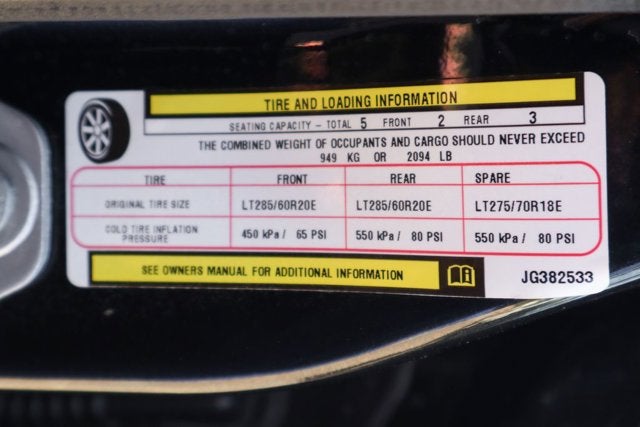 TIRE AND LOADING INFORMATION
SEATING CAPACITY – TOTAL 5 FRONT 2 REAR 3
THE COMBINED WEIGHT OF OCCUPANTS AND CARGO SHOULD NEVER EXCEED
949 KG OR 2094 LB
TIRE FRONT REAR SPARE
ORIGINAL TIRE SIZE LT285/60R20E LT285/60R20E LT275/70R18E
COLD TIRE INFLATION
PRESSURE 450 kPa / 65 PSI 550 kPa / 80 PSI 550 kPa / 80 PSI
SEE OWNERS MANUAL FOR ADDITIONAL INFORMATION
JG382533